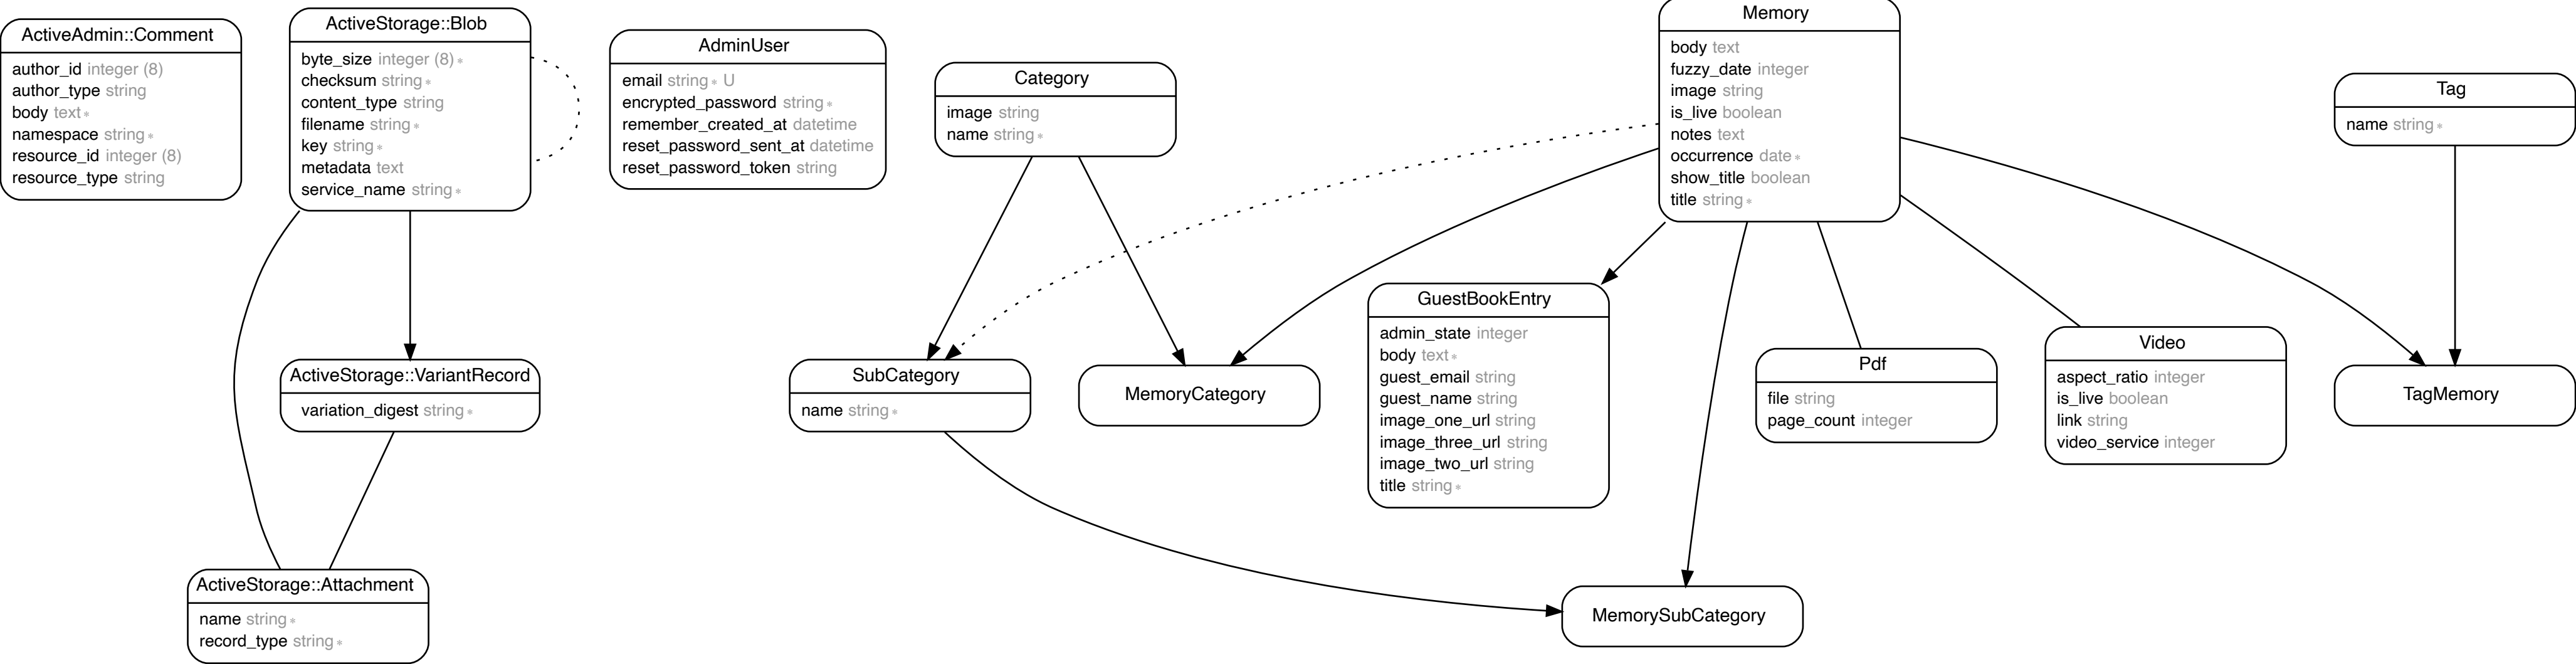 ActiveAdmin::Comment
author_id integer (8)
author_type string
body text *
namespace string *
resource_id integer (8)
resource_type string
ActiveStorage::Blob
byte_size integer (8) *
checksum string *
content_type string
filename string *
key string *
metadata text
service_name string *
AdminUser
email string * U
encrypted_password string *
remember_created_at datetime
reset_password_sent_at datetime
reset_password_token string
Category
image string
name string *
Memory
body text
fuzzy_date integer
image string
is_live boolean
notes text
occurrence date *
show_title boolean
title string *
Tag
name string *
ActiveStorage::VariantRecord
variation_digest string *
SubCategory
name string *
MemoryCategory
GuestBookEntry
admin_state integer
body text *
guest_email string
guest_name string
image_one_url string
image_three_url string
image_two_url string
title string *
Pdf
file string
page_count integer
Video
aspect_ratio integer
is_live boolean
link string
video_service integer
TagMemory
ActiveStorage::Attachment
name string *
record_type string *
MemorySubCategory